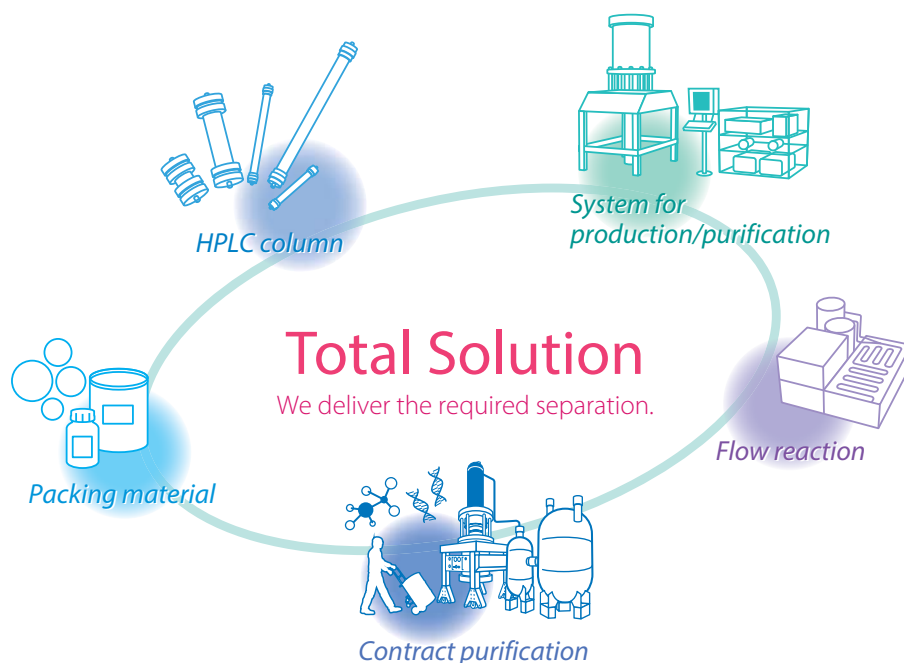 HPLC column
System for
production/purification
Total Solution
We deliver the required separation.
Flow reaction
Packing material
Contract purification